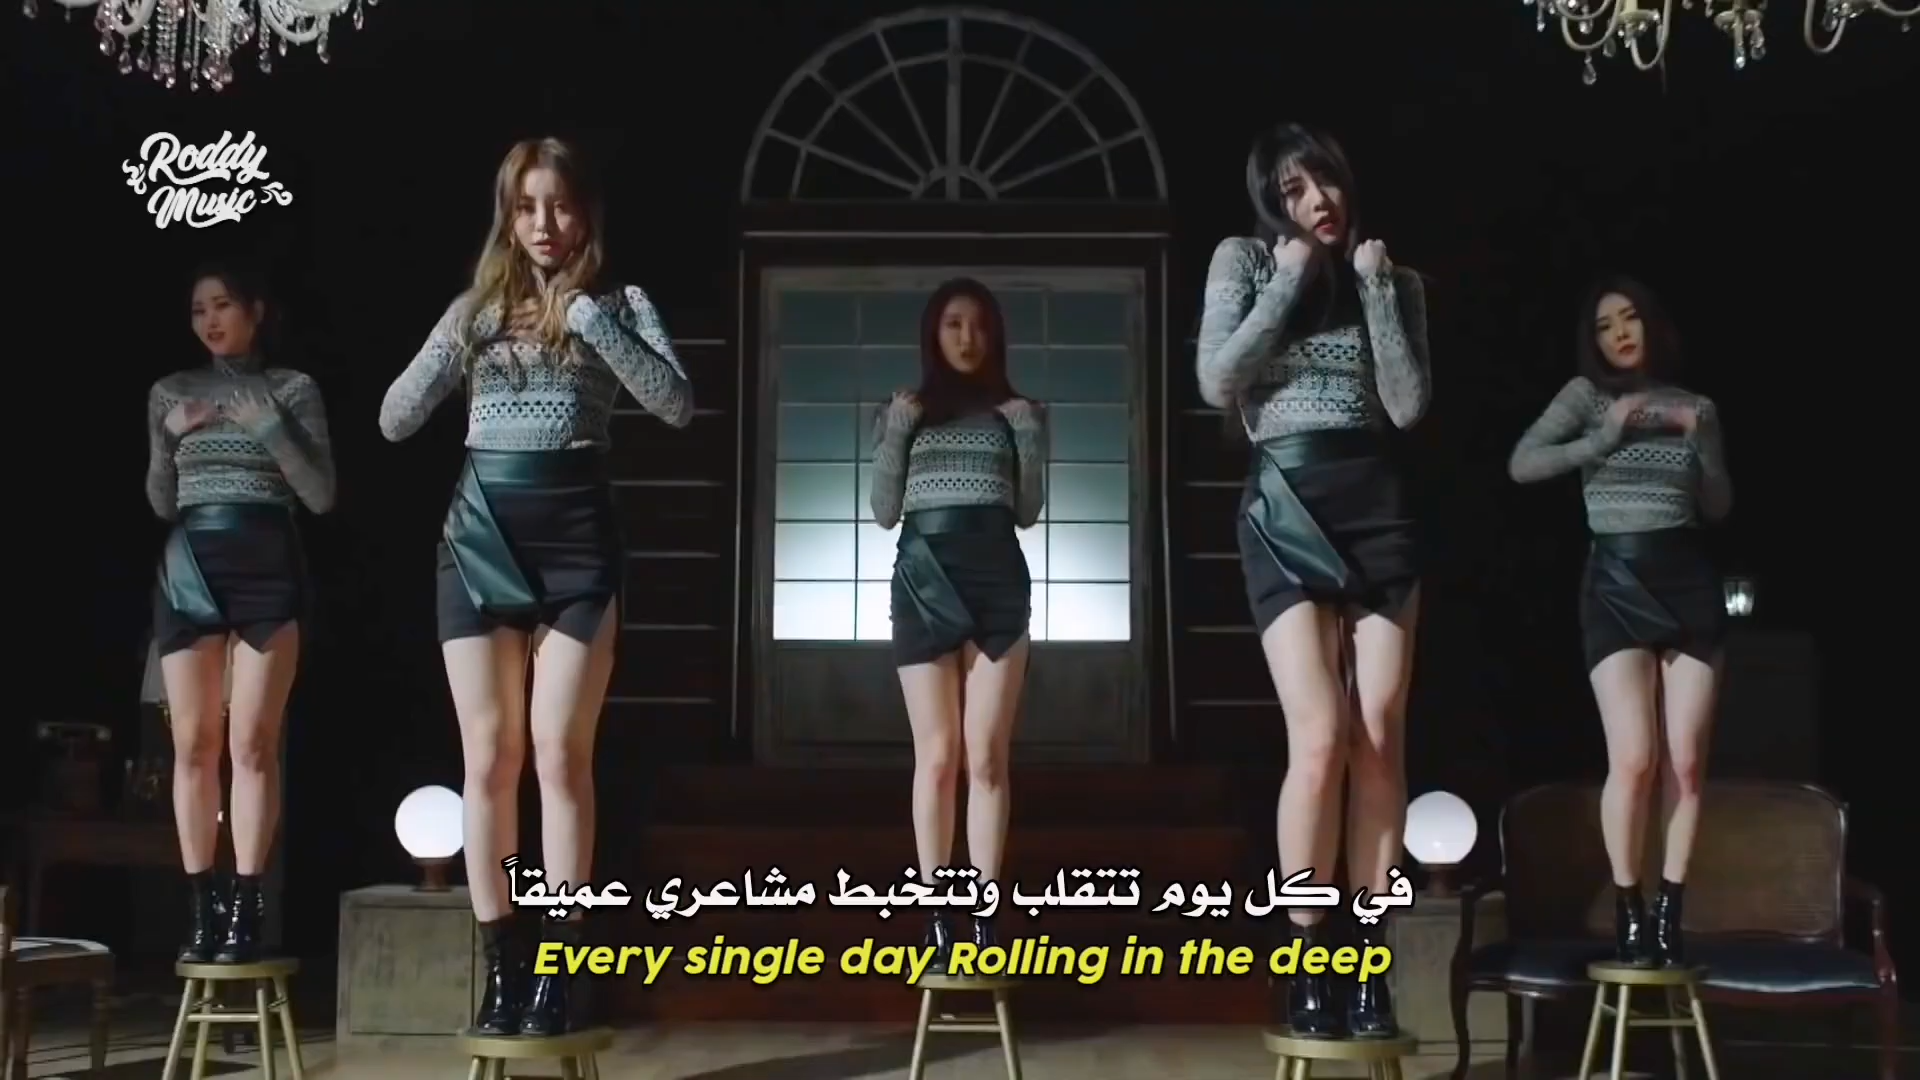 Roddy
Music
في كل يوم تتقلب وتتخبط مشاعري عميقاً
Every single day Rolling in the deep